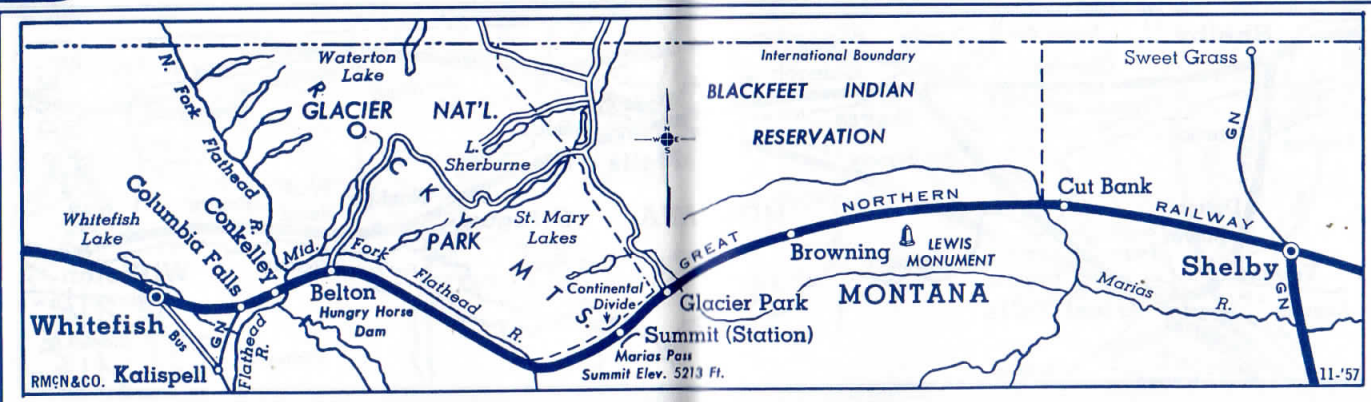 International Boundary
Sweet Grass
N. Fork Flathead R.
Waterton
Lake
GLACIER NAT'L.
PARK
ROCKY MTS.
L.
Sherburne
St. Mary
Lakes
BLACKFEET INDIAN
RESERVATION
N
W E
S
GN
Whitefish
Lake
Columbia Falls
Conkelley
Mid. Fork Flathead R.
GREAT NORTHERN RAILWAY
Cut Bank
Browning
LEWIS
MONUMENT
Shelby
GN
Marias R.
MONTANA
Belton
Hungry Horse
Dam
Continental
Divide
Glacier Park
Summit (Station)
Marias Pass
Summit Elev. 5213 Ft.
Whitefish
Bus
GN
Flathead R.
Kalispell
RMCN&CO.
11-'57